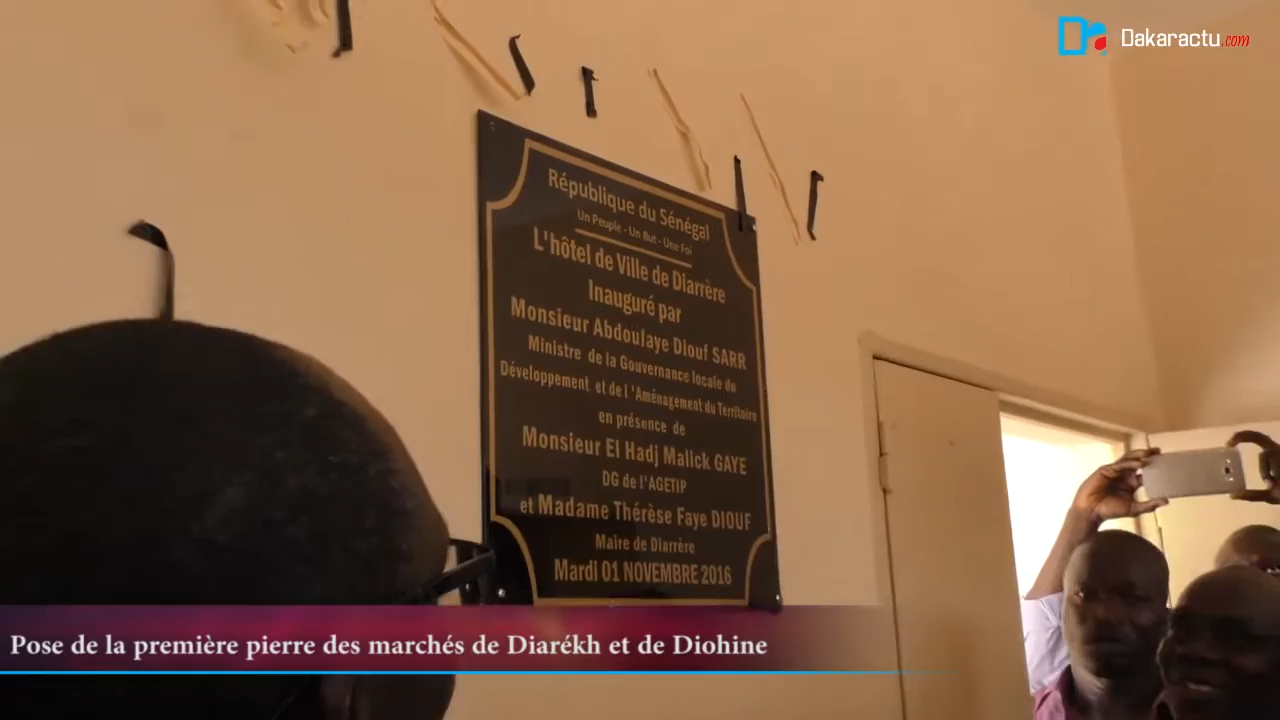 Dakaractu.com
République du Sénégal
Un Peuple - Un But - Une Foi
L'hôtel de Ville de Diarrère
Inauguré par
Monsieur Abdoulaye Diouf SARR
Ministre de la Gouvernance locale du
Développement et de l'Aménagement du Territoire
en présence de
Monsieur El Hadj Malick GAYE
DG de l'AGETIP
et Madame Thérèse Faye DIOUF
Maire de Diarrère
Mardi 01 NOVEMBRE 2016
Pose de la première pierre des marchés de Diarékh et de Diohine